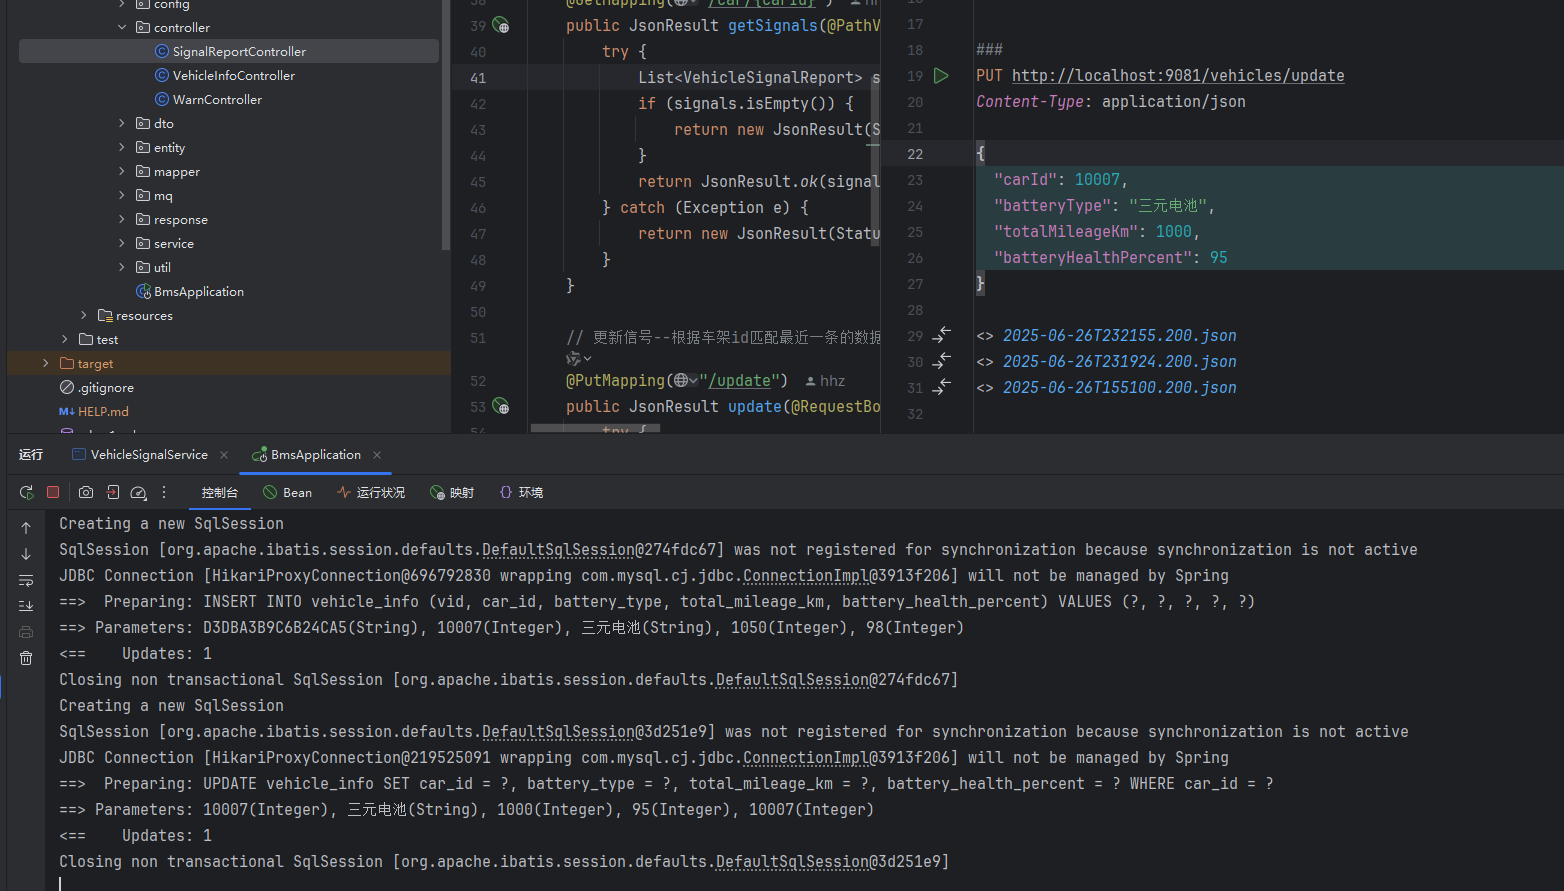 config
controller
SignalReportController
VehicleInfoController
WarnController
dto
entity
mapper
mq
response
service
util
BmsApplication
resources
test
target
.gitignore
M↓ HELP.md
39 public JsonResult getSignals(@PathV
40 try {
41 List<VehicleSignalReport> s
42 if (signals.isEmpty()) {
43 return new JsonResult(S
44 }
45 return JsonResult.ok(signal
46 } catch (Exception e) {
47 return new JsonResult(Statu
48 }
49 }
50
51 // 更新信号--根据车架id匹配最近一条的数据
52 @PutMapping("/update") hhz
53 public JsonResult update(@RequestBo
54 try {
17
18 ###
19 PUT http://localhost:9081/vehicles/update
20 Content-Type: application/json
21
22 {
23 "carId": 10007,
24 "batteryType": "三元电池",
25 "totalMileageKm": 1000,
26 "batteryHealthPercent": 95
27 }
28
29 <> 2025-06-26T232155.200.json
30 <> 2025-06-26T231924.200.json
31 <> 2025-06-26T155100.200.json
32
运行 VehicleSignalService BmsApplication
控制台 Bean 运行状况 映射 环境
Creating a new SqlSession
SqlSession [org.apache.ibatis.session.defaults.DefaultSqlSession@274fdc67] was not registered for synchronization because synchronization is not active
JDBC Connection [HikariProxyConnection@696792830 wrapping com.mysql.cj.jdbc.ConnectionImpl@3913f206] will not be managed by Spring
==>  Preparing: INSERT INTO vehicle_info (vid, car_id, battery_type, total_mileage_km, battery_health_percent) VALUES (?, ?, ?, ?, ?)
==> Parameters: D3DBA3B9C6B24CA5(String), 10007(Integer), 三元电池(String), 1050(Integer), 98(Integer)
<==    Updates: 1
Closing non transactional SqlSession [org.apache.ibatis.session.defaults.DefaultSqlSession@274fdc67]
Creating a new SqlSession
SqlSession [org.apache.ibatis.session.defaults.DefaultSqlSession@3d251e9] was not registered for synchronization because synchronization is not active
JDBC Connection [HikariProxyConnection@219525091 wrapping com.mysql.cj.jdbc.ConnectionImpl@3913f206] will not be managed by Spring
==>  Preparing: UPDATE vehicle_info SET car_id = ?, battery_type = ?, total_mileage_km = ?, battery_health_percent = ? WHERE car_id = ?
==> Parameters: 10007(Integer), 三元电池(String), 1000(Integer), 95(Integer), 10007(Integer)
<==    Updates: 1
Closing non transactional SqlSession [org.apache.ibatis.session.defaults.DefaultSqlSession@3d251e9]